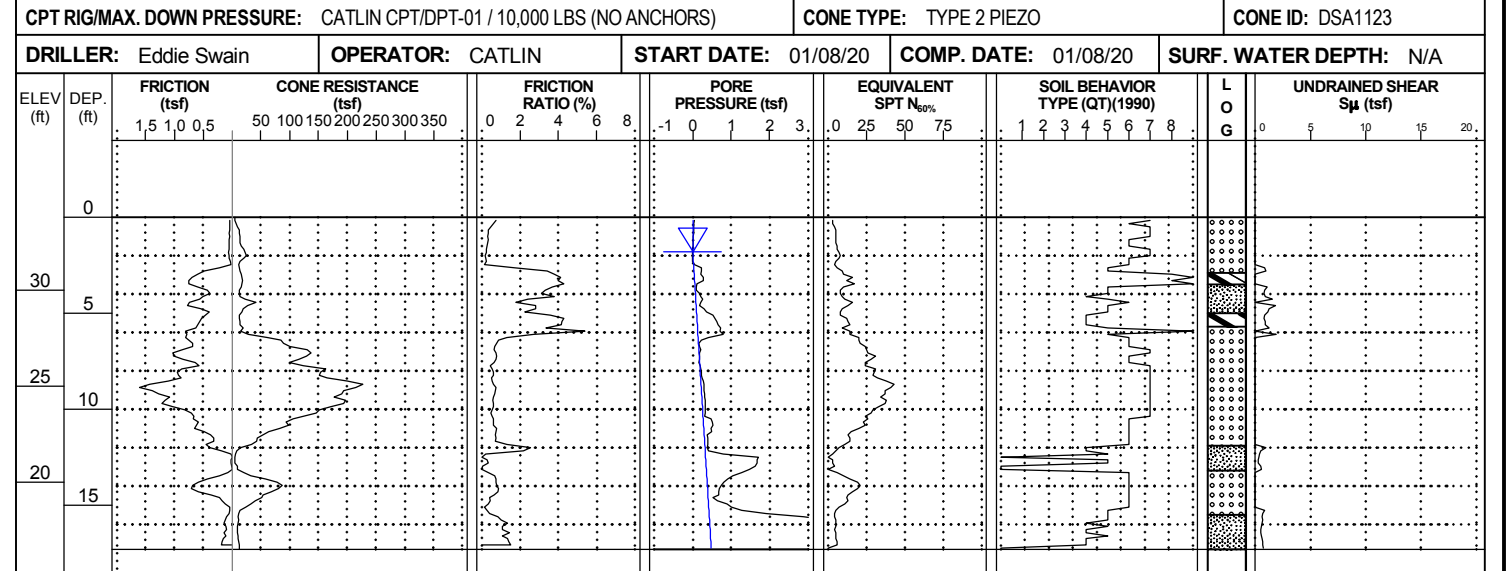 CPT RIG/MAX. DOWN PRESSURE: CATLIN CPT/DPT-01 / 10,000 LBS (NO ANCHORS) CONE TYPE: TYPE 2 PIEZO CONE ID: DSA1123
DRILLER: Eddie Swain OPERATOR: CATLIN START DATE: 01/08/20 COMP. DATE: 01/08/20 SURF. WATER DEPTH: N/A
ELEV (ft)
DEP. (ft)
FRICTION (tsf)
1.5 1.0 0.5
CONE RESISTANCE (tsf)
50 100 150 200 250 300 350
FRICTION RATIO (%)
0 2 4 6 8
PORE PRESSURE (tsf)
-1 0 1 2 3
EQUIVALENT SPT N60%
0 25 50 75
SOIL BEHAVIOR TYPE (QT)(1990)
1 2 3 4 5 6 7 8
LOG
UNDRAINED SHEAR Sμ (tsf)
0 5 10 15 20
0
30
5
25
10
20
15